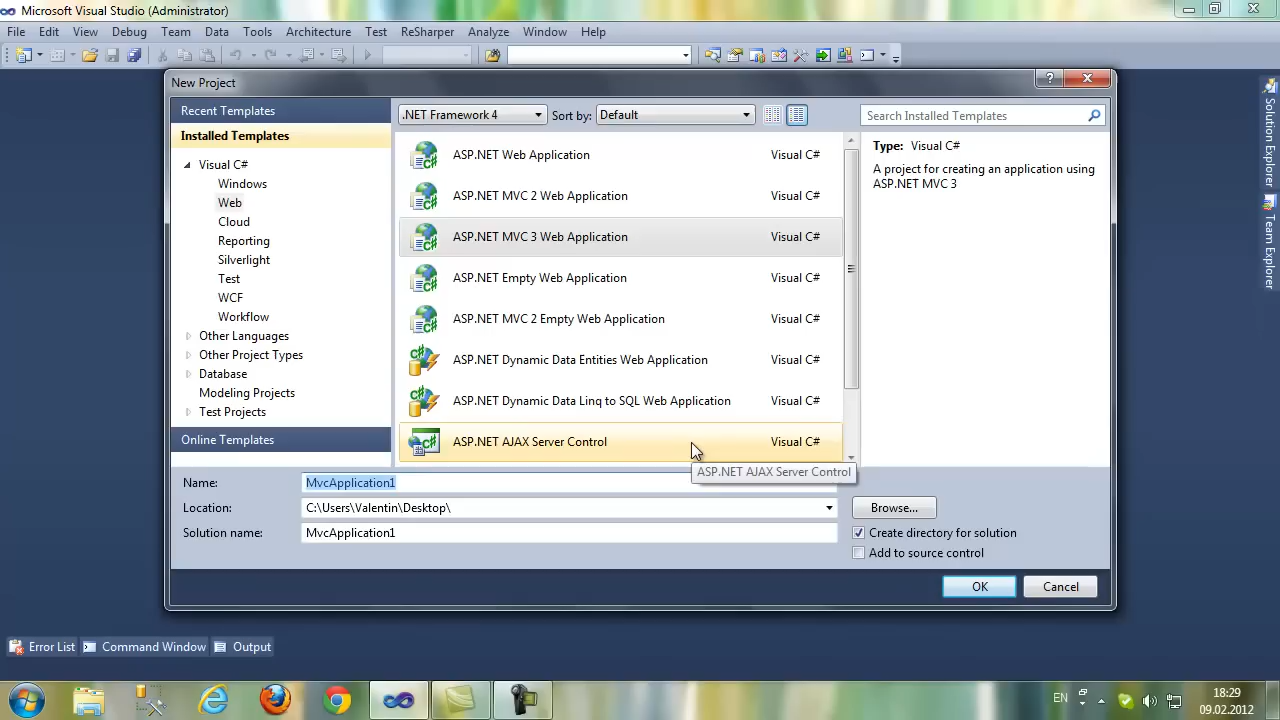 Microsoft Visual Studio (Administrator)
File Edit View Debug Team Data Tools Architecture Test ReSharper Analyze Window Help
New Project
Recent Templates
Installed Templates
Visual C#
Windows
Web
Cloud
Reporting
Silverlight
Test
WCF
Workflow
Other Languages
Other Project Types
Database
Modeling Projects
Test Projects
Online Templates
.NET Framework 4 Sort by: Default
ASP.NET Web Application Visual C#
ASP.NET MVC 2 Web Application Visual C#
ASP.NET MVC 3 Web Application Visual C#
ASP.NET Empty Web Application Visual C#
ASP.NET MVC 2 Empty Web Application Visual C#
ASP.NET Dynamic Data Entities Web Application Visual C#
ASP.NET Dynamic Data Linq to SQL Web Application Visual C#
ASP.NET AJAX Server Control Visual C#
ASP.NET AJAX Server Control
Search Installed Templates
Type: Visual C#
A project for creating an application using
ASP.NET MVC 3
Name: MvcApplication1
Location: C:\Users\Valentin\Desktop\
Browse...
Solution name: MvcApplication1
Create directory for solution
Add to source control
OK Cancel
Solution Explorer
Team Explorer
Error List Command Window Output
EN
18:29
09.02.2012